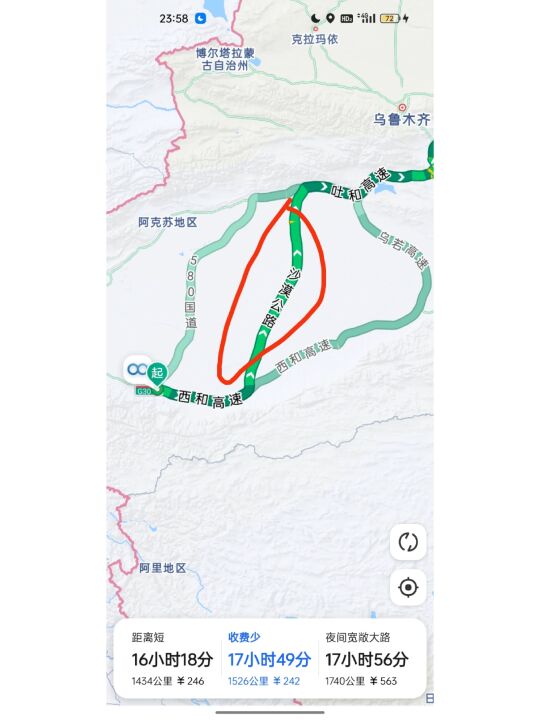 23:58
HD2
4G
72
克拉玛依
博尔塔拉蒙
古自治州
乌鲁木齐
吐和高速
阿克苏地区
乌若高速
580国道
沙漠公路
西和高速
起
G30
西和高速
阿里地区
距离短
收费少
夜间宽敞大路
16小时18分
17小时49分
17小时56分
1434公里 ¥246
1526公里 ¥242
1740公里 ¥563
日